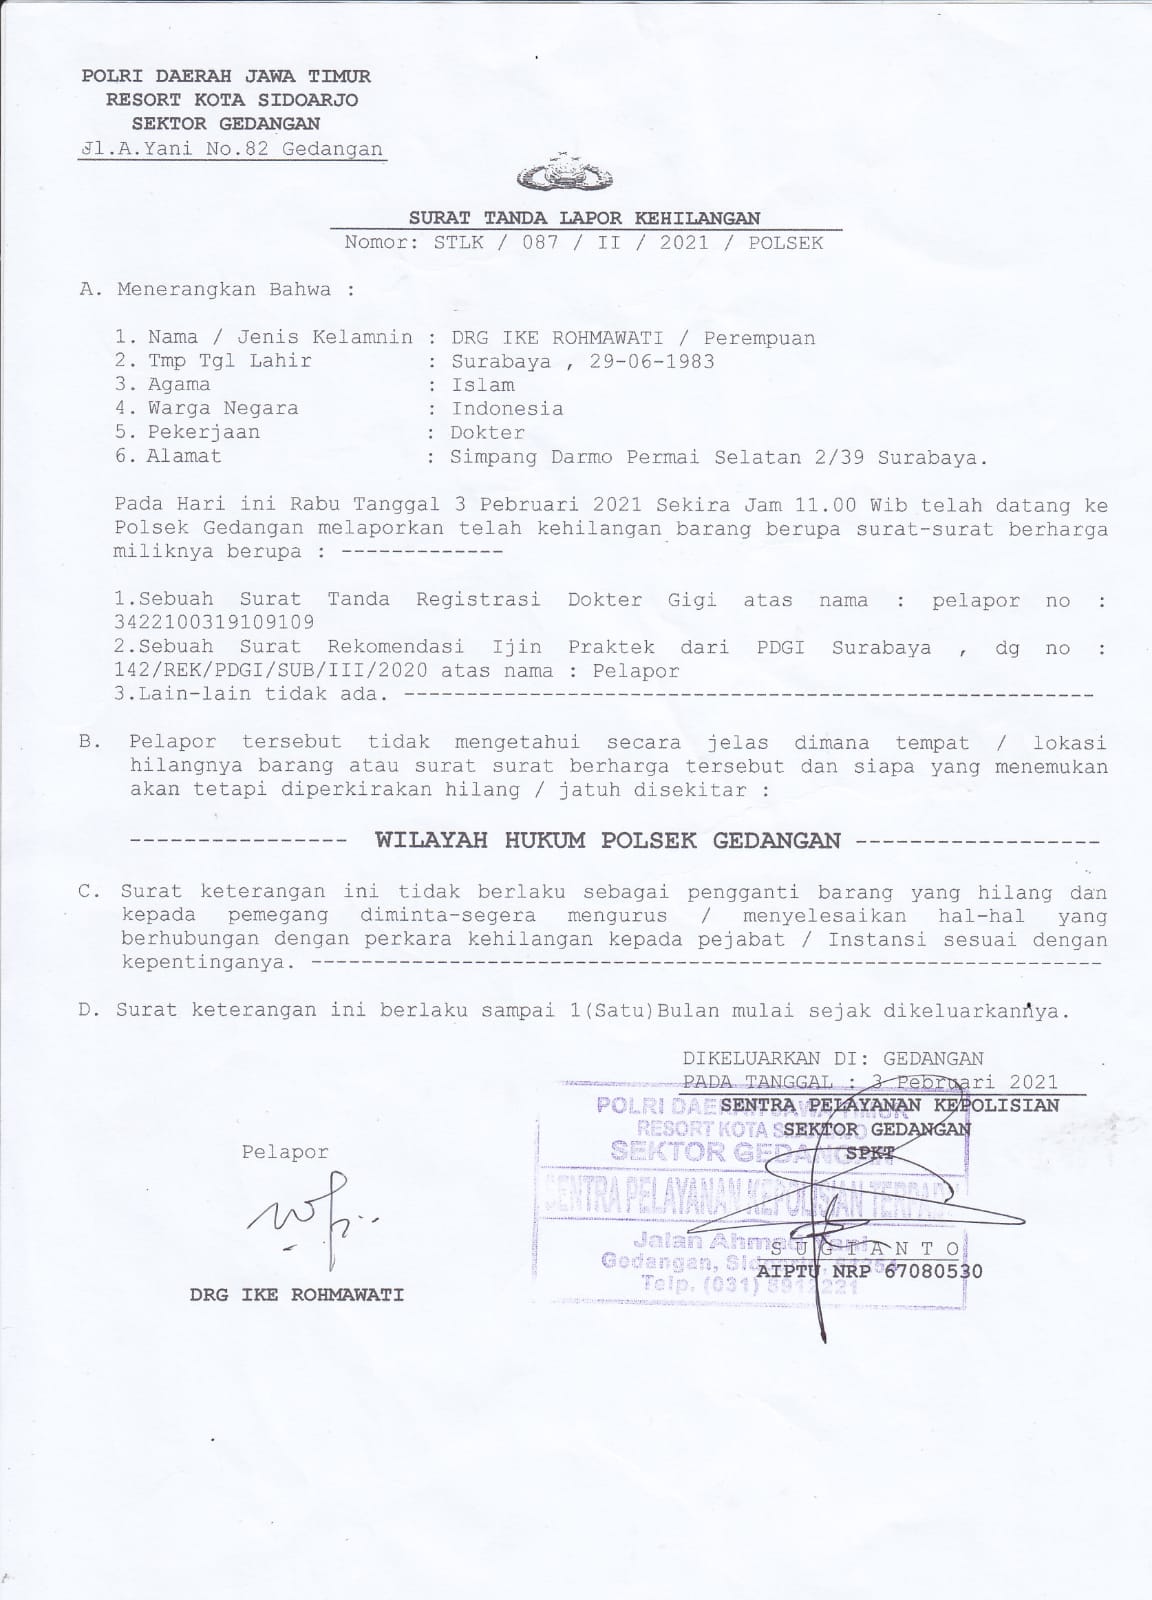 POLRI DAERAH JAWA TIMUR
RESORT KOTA SIDOARJO
SEKTOR GEDANGAN
Jl.A.Yani No.82 Gedangan
SURAT TANDA LAPOR KEHILANGAN
Nomor: STLK / 087 / II / 2021 / POLSEK
A. Menerangkan Bahwa :
1. Nama / Jenis Kelamnin : DRG IKE ROHMAWATI / Perempuan
2. Tmp Tgl Lahir : Surabaya , 29-06-1983
3. Agama : Islam
4. Warga Negara : Indonesia
5. Pekerjaan : Dokter
6. Alamat : Simpang Darmo Permai Selatan 2/39 Surabaya.
Pada Hari ini Rabu Tanggal 3 Pebruari 2021 Sekira Jam 11.00 Wib telah datang ke
Polsek Gedangan melaporkan telah kehilangan barang berupa surat-surat berharga
miliknya berupa : -------------
1.Sebuah Surat Tanda Registrasi Dokter Gigi atas nama : pelapor no :
3422100319109109
2.Sebuah Surat Rekomendasi Ijin Praktek dari PDGI Surabaya , dg no :
142/REK/PDGI/SUB/III/2020 atas nama : Pelapor
3.Lain-lain tidak ada. -------------------------------------------------------
B. Pelapor tersebut tidak mengetahui secara jelas dimana tempat / lokasi
hilangnya barang atau surat surat berharga tersebut dan siapa yang menemukan
akan tetapi diperkirakan hilang / jatuh disekitar :
---------------- WILAYAH HUKUM POLSEK GEDANGAN ------------------
C. Surat keterangan ini tidak berlaku sebagai pengganti barang yang hilang dan
kepada pemegang diminta-segera mengurus / menyelesaikan hal-hal yang
berhubungan dengan perkara kehilangan kepada pejabat / Instansi sesuai dengan
kepentinganya. ---------------------------------------------------------------
D. Surat keterangan ini berlaku sampai 1(Satu)Bulan mulai sejak dikeluarkannya.
DIKELUARKAN DI: GEDANGAN
PADA TANGGAL : 3 Pebruari 2021
SENTRA PELAYANAN KEPOLISIAN
SEKTOR GEDANGAN
SPKT
POLRI DAERAH JAWA TIMUR
RESORT KOTA SIDOARJO
SEKTOR GEDANGAN
SENTRA PELAYANAN KEPOLISIAN TERPADU
Jalan Ahmad Yani
Gedangan, Sidoarjo
Telp. (031)
S U G I A N T O
AIPTU NRP 67080530
Pelapor
DRG IKE ROHMAWATI